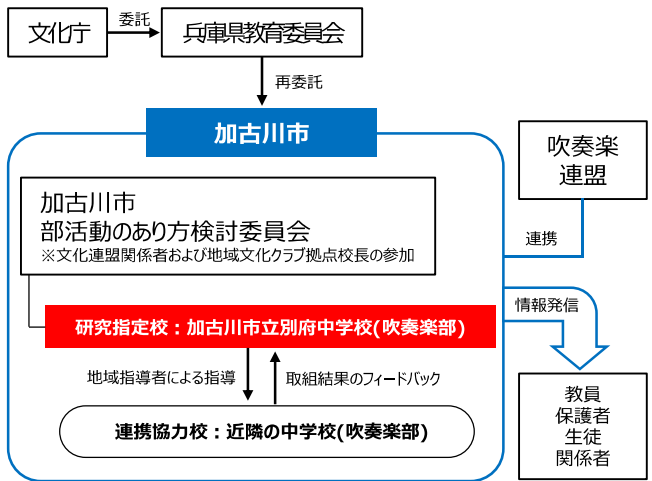 文化庁
委託
兵庫県教育委員会
再委託
加古川市
加古川市
部活動のあり方検討委員会
※文化連盟関係者および地域文化クラブ拠点校長の参加
研究指定校：加古川市立別府中学校(吹奏楽部)
地域指導者による指導
取組結果のフィードバック
連携協力校：近隣の中学校(吹奏楽部)
吹奏楽
連盟
連携
情報発信
教員
保護者
生徒
関係者